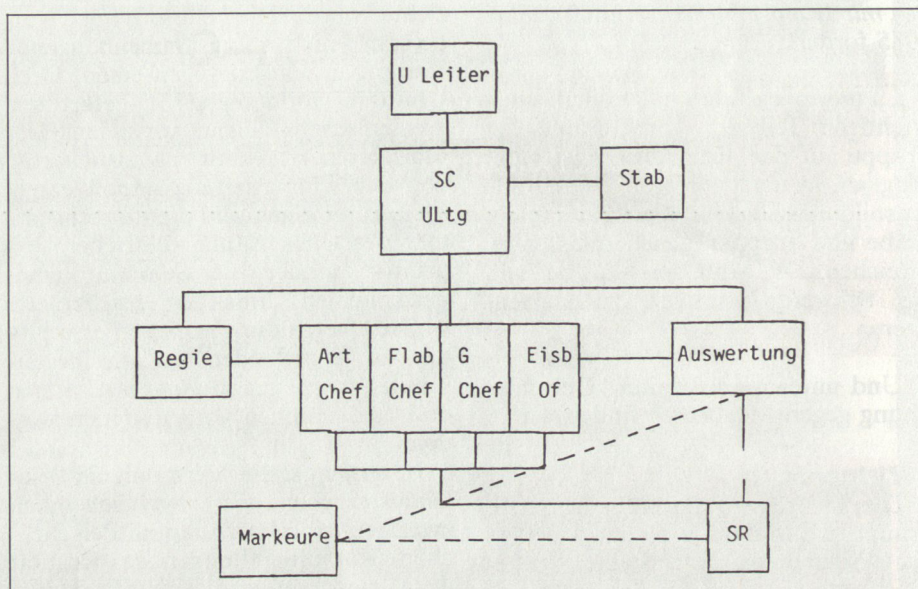 U Leiter
SC
ULtg
Stab
Regie
Art
Chef
Flab
Chef
G
Chef
Eisb
Of
Auswertung
Markeure
SR